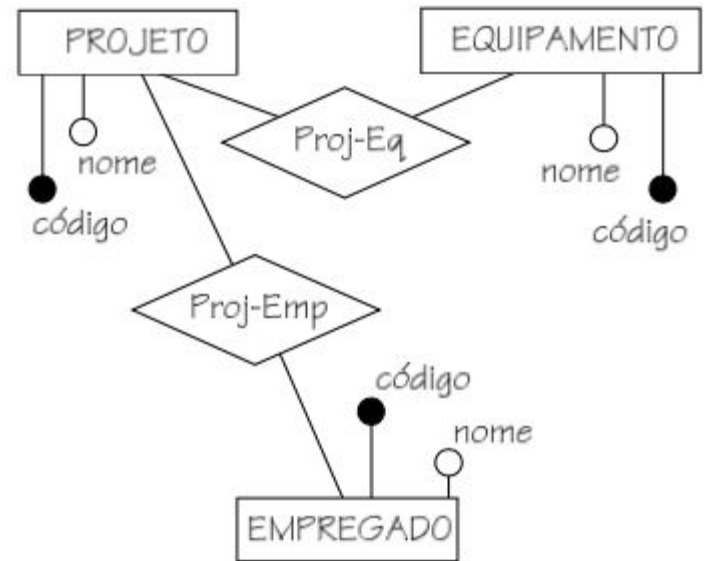 PROJETO
EQUIPAMENTO
Proj-Eq
nome
código
nome
código
Proj-Emp
código
nome
EMPREGADO